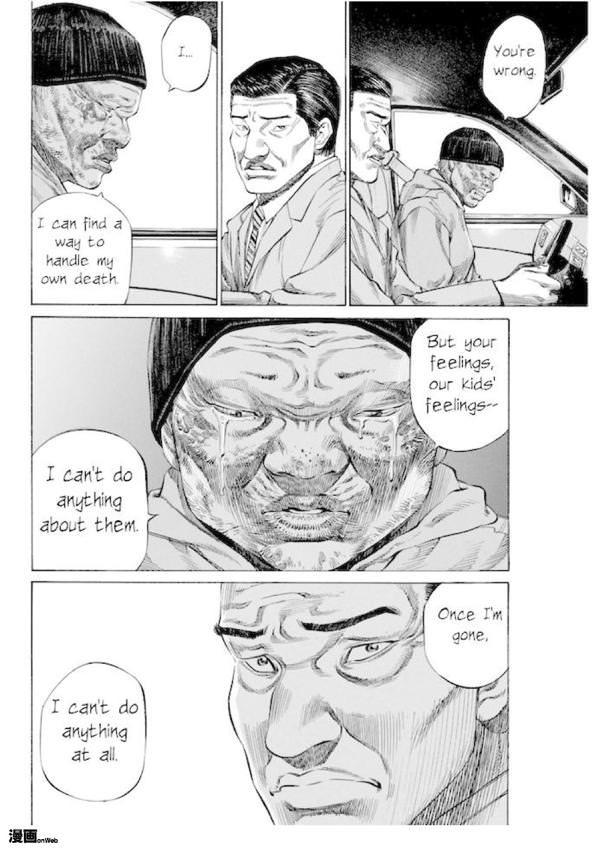 You're
wrong.
I...
I can find a
way to
handle my
own death.
But your
feelings,
our kids'
feelings--
I can't do
anything
about them.
Once I'm
gone,
I can't do
anything
at all.
漫画onWeb